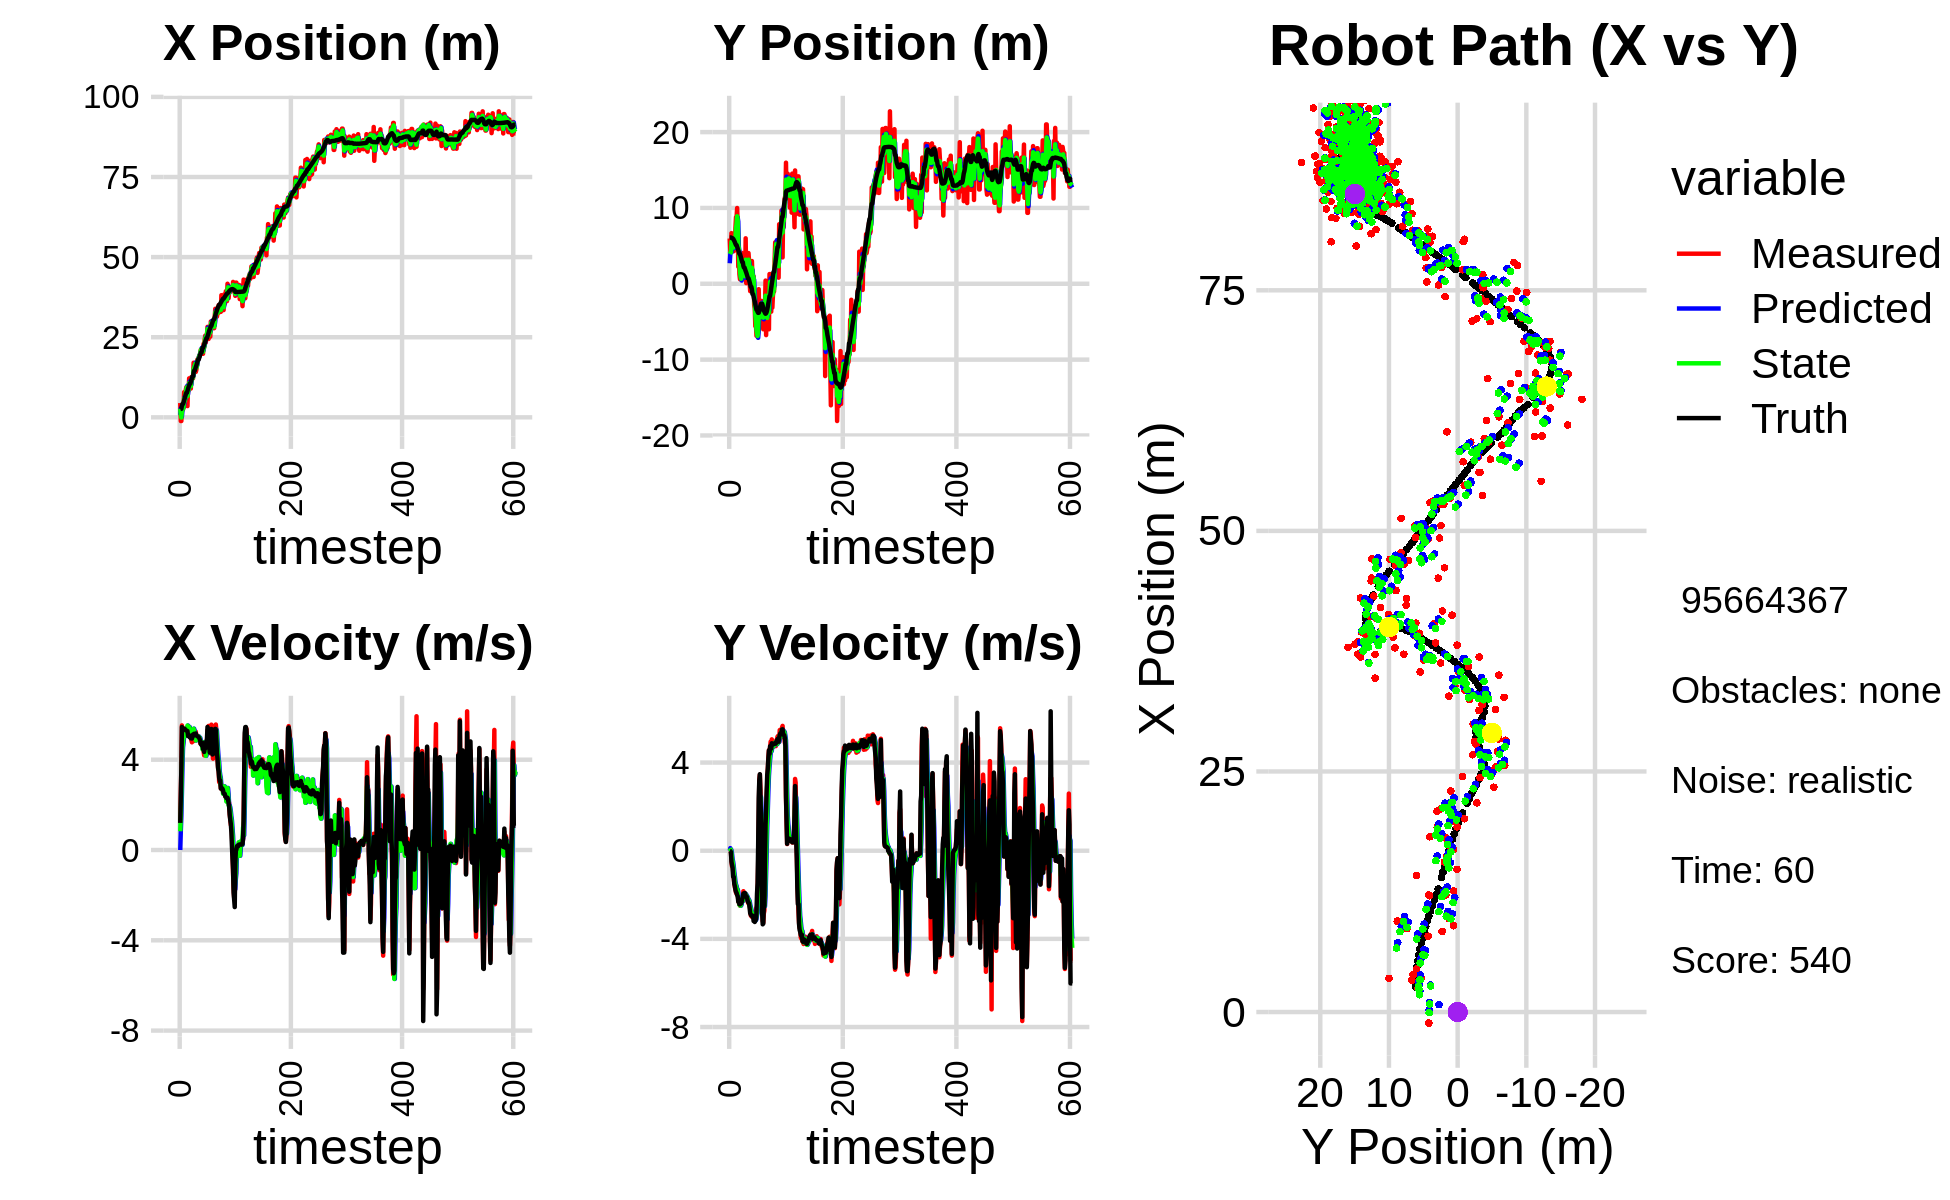 X Position (m)
100
75
50
25
0
0
200
400
600
timestep
Y Position (m)
20
10
0
-10
-20
0
200
400
600
timestep
X Velocity (m/s)
4
0
-4
-8
0
200
400
600
timestep
Y Velocity (m/s)
4
0
-4
-8
0
200
400
600
timestep
Robot Path (X vs Y)
X Position (m)
75
50
25
0
20 10 0 -10 -20
Y Position (m)
variable
Measured
Predicted
State
Truth
95664367
Obstacles: none
Noise: realistic
Time: 60
Score: 540